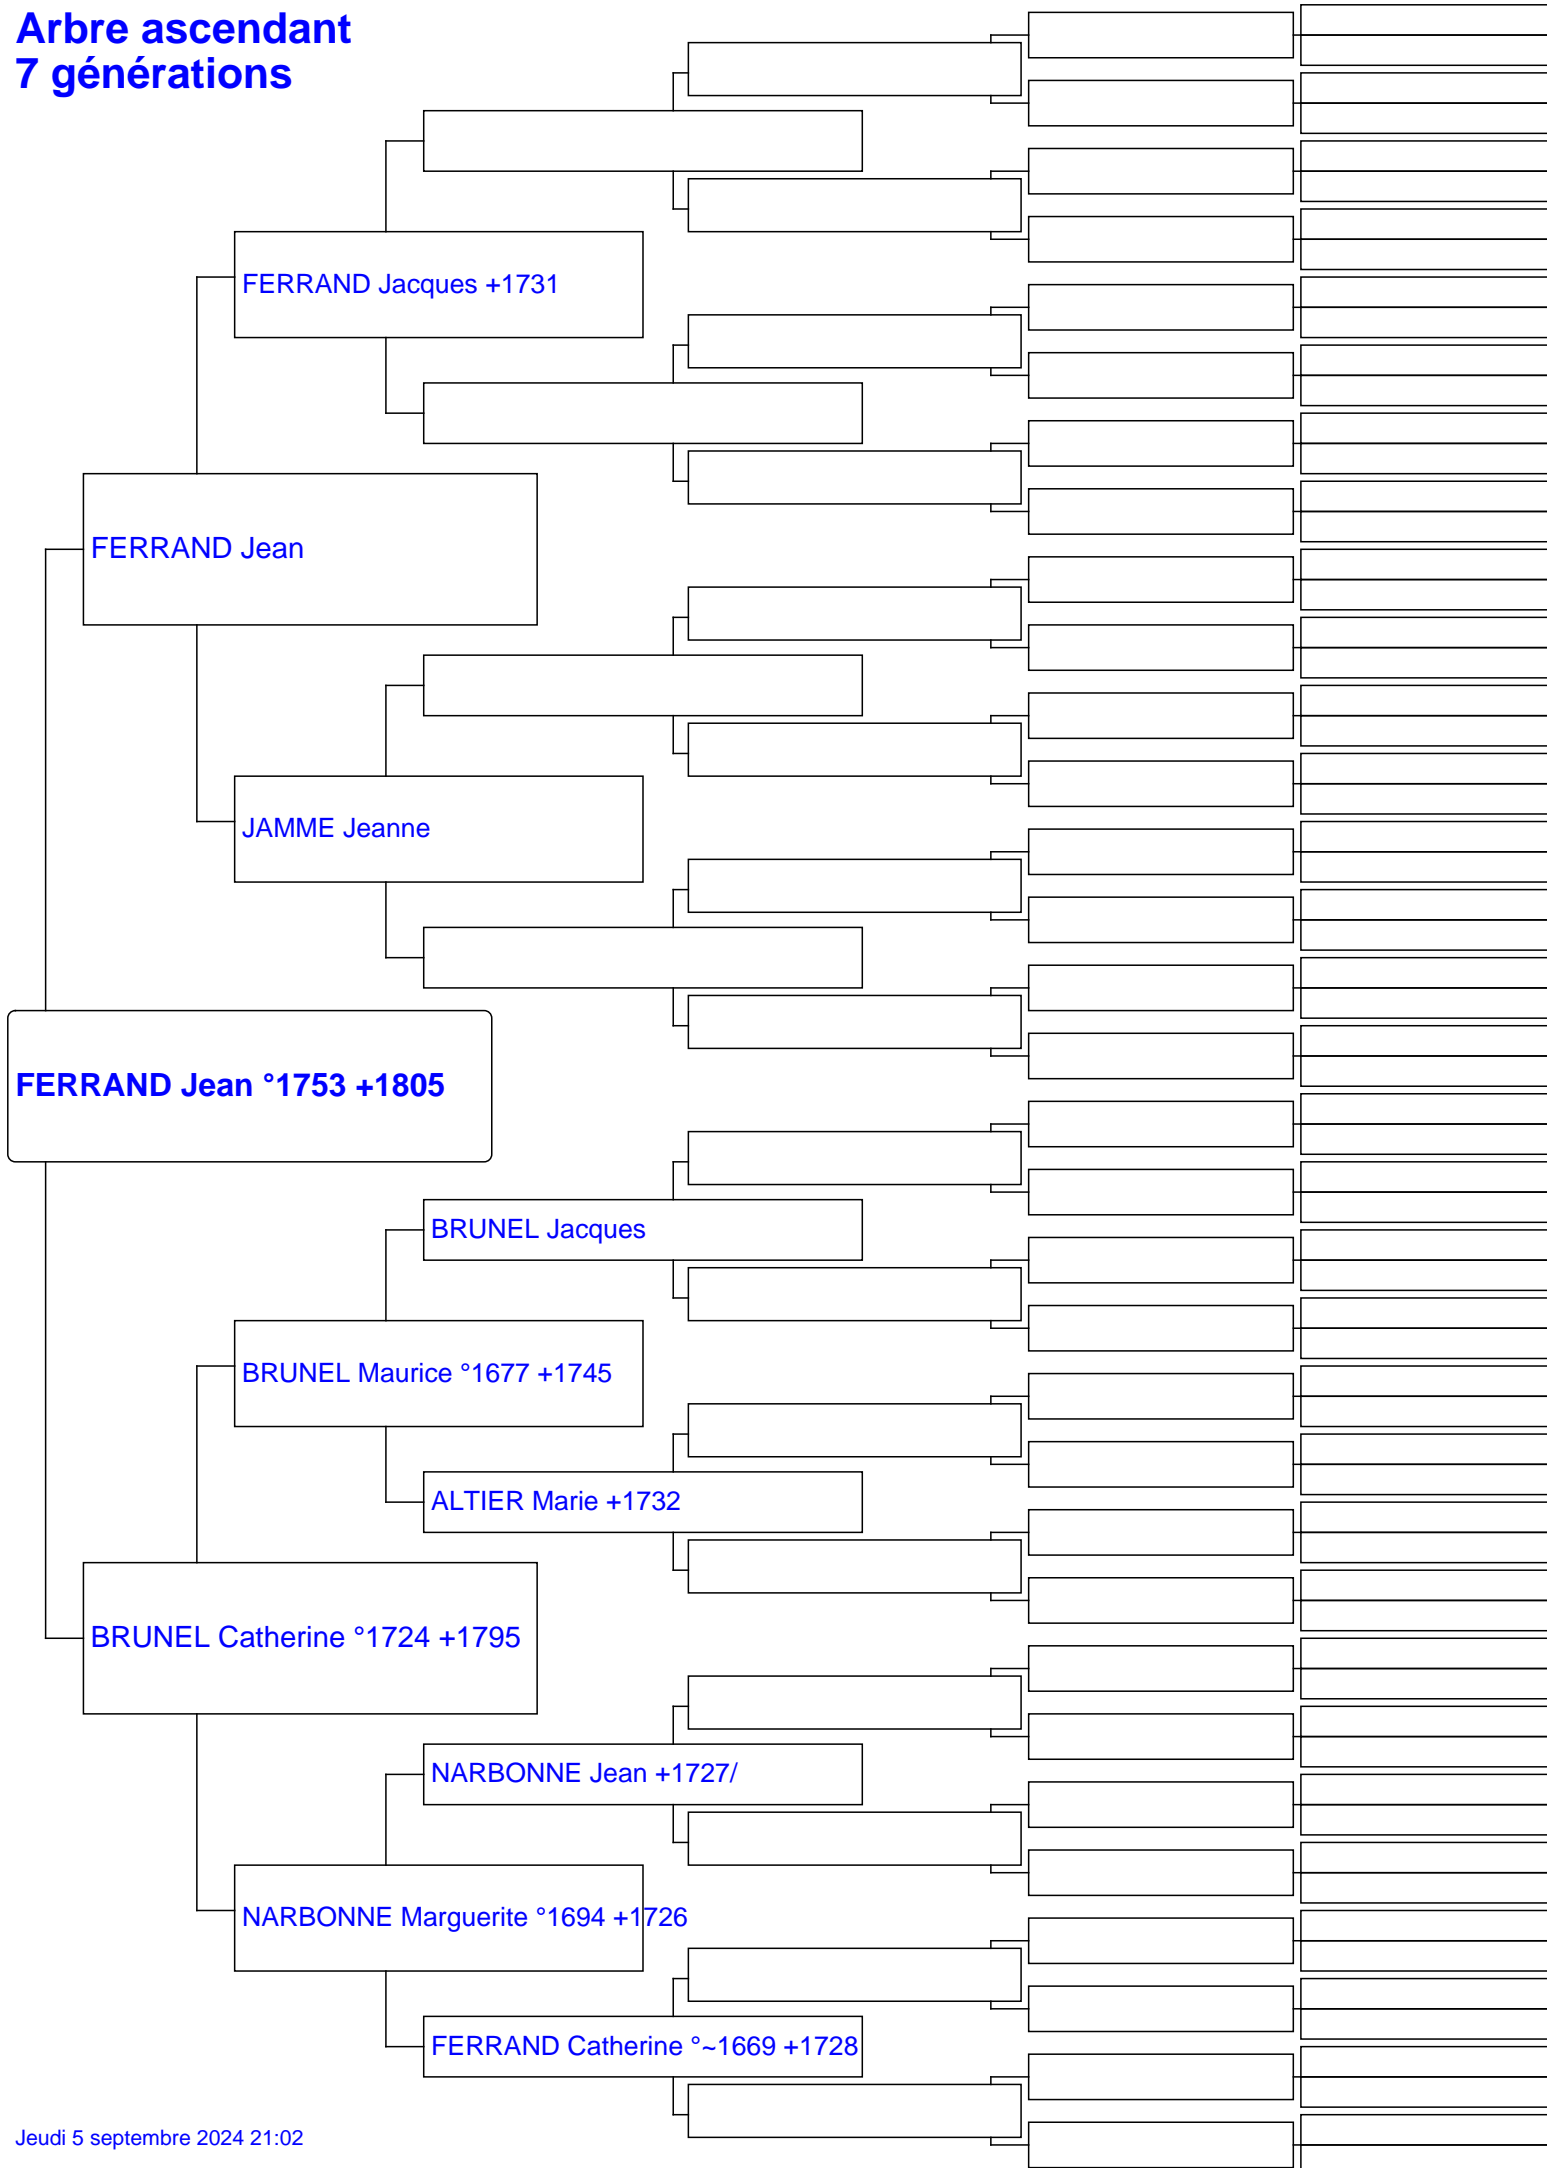 Arbre ascendant
7 générations
FERRAND Jacques +1731
FERRAND Jean
JAMME Jeanne
FERRAND Jean °1753 +1805
BRUNEL Jacques
BRUNEL Maurice °1677 +1745
ALTIER Marie +1732
BRUNEL Catherine °1724 +1795
NARBONNE Jean +1727/
NARBONNE Marguerite °1694 +1726
FERRAND Catherine °~1669 +1728
Jeudi 5 septembre 2024 21:02